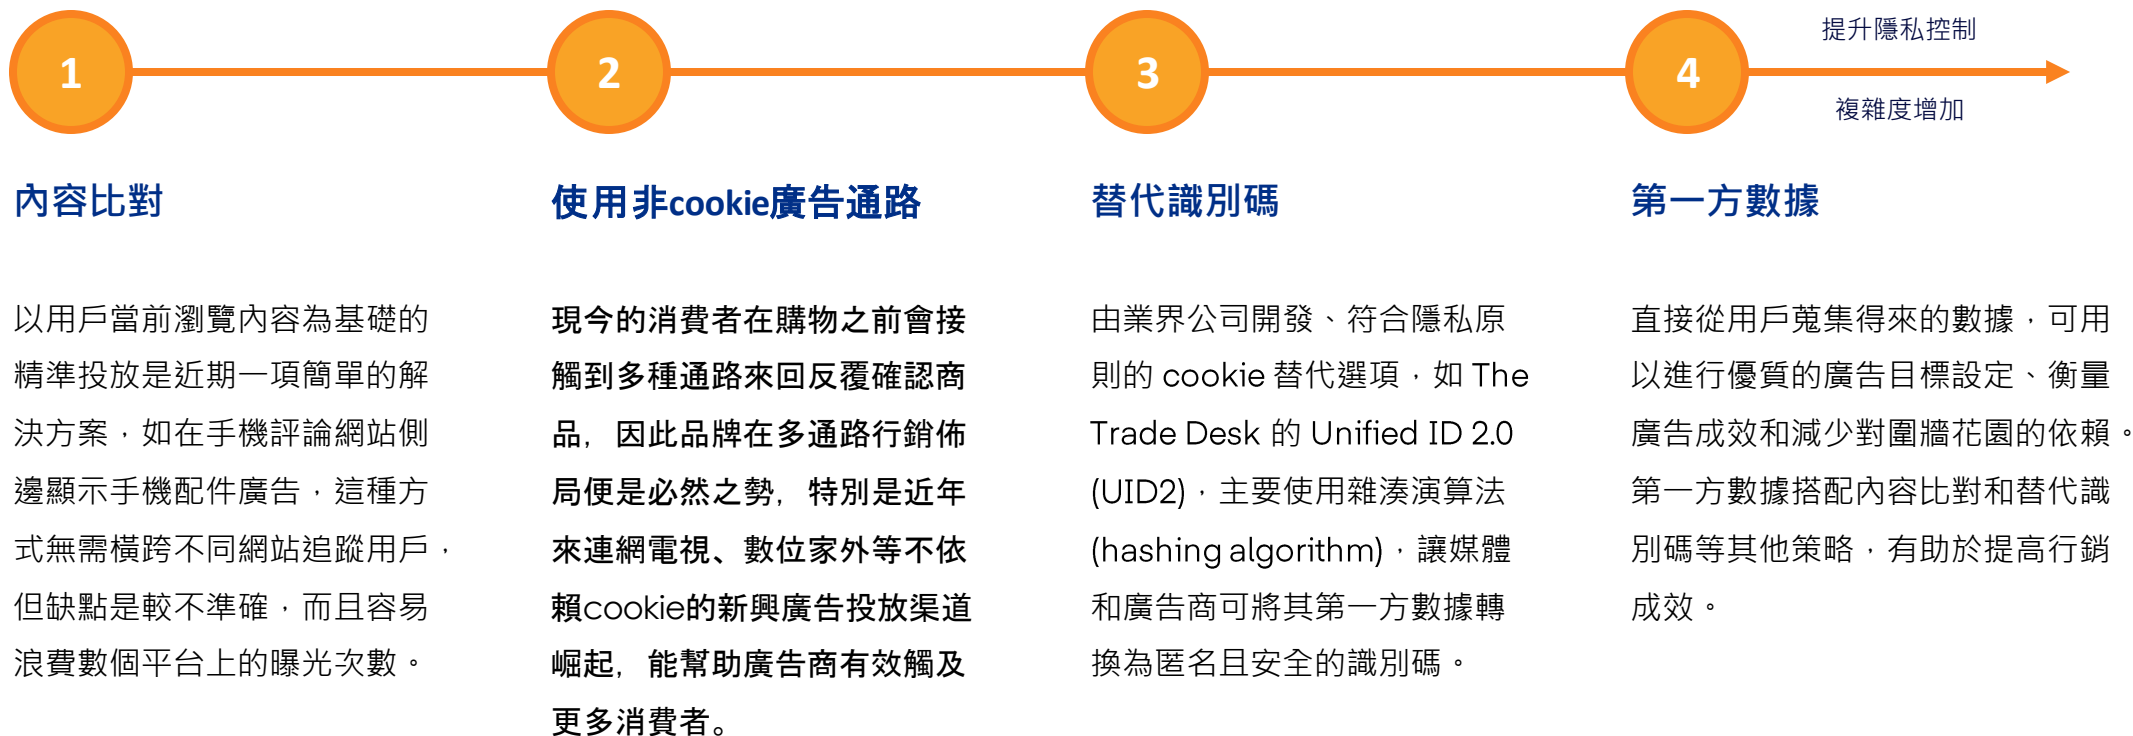 1
2
3
4
提升隱私控制
複雜度增加
內容比對
以用戶當前瀏覽內容為基礎的
精準投放是近期一項簡單的解
決方案，如在手機評論網站側
邊顯示手機配件廣告，這種方
式無需橫跨不同網站追蹤用戶，
但缺點是較不準確，而且容易
浪費數個平台上的曝光次數。
使用非cookie廣告通路
現今的消費者在購物之前會接
觸到多種通路來回反覆確認商
品，因此品牌在多通路行銷佈
局便是必然之勢，特別是近年
來連網電視、數位家外等不依
賴cookie的新興廣告投放渠道
崛起，能幫助廣告商有效觸及
更多消費者。
替代識別碼
由業界公司開發、符合隱私原
則的 cookie 替代選項，如 The
Trade Desk 的 Unified ID 2.0
(UID2)，主要使用雜湊演算法
(hashing algorithm)，讓媒體
和廣告商可將其第一方數據轉
換為匿名且安全的識別碼。
第一方數據
直接從用戶蒐集得來的數據，可用
以進行優質的廣告目標設定、衡量
廣告成效和減少對圍牆花園的依賴。
第一方數據搭配內容比對和替代識
別碼等其他策略，有助於提高行銷
成效。